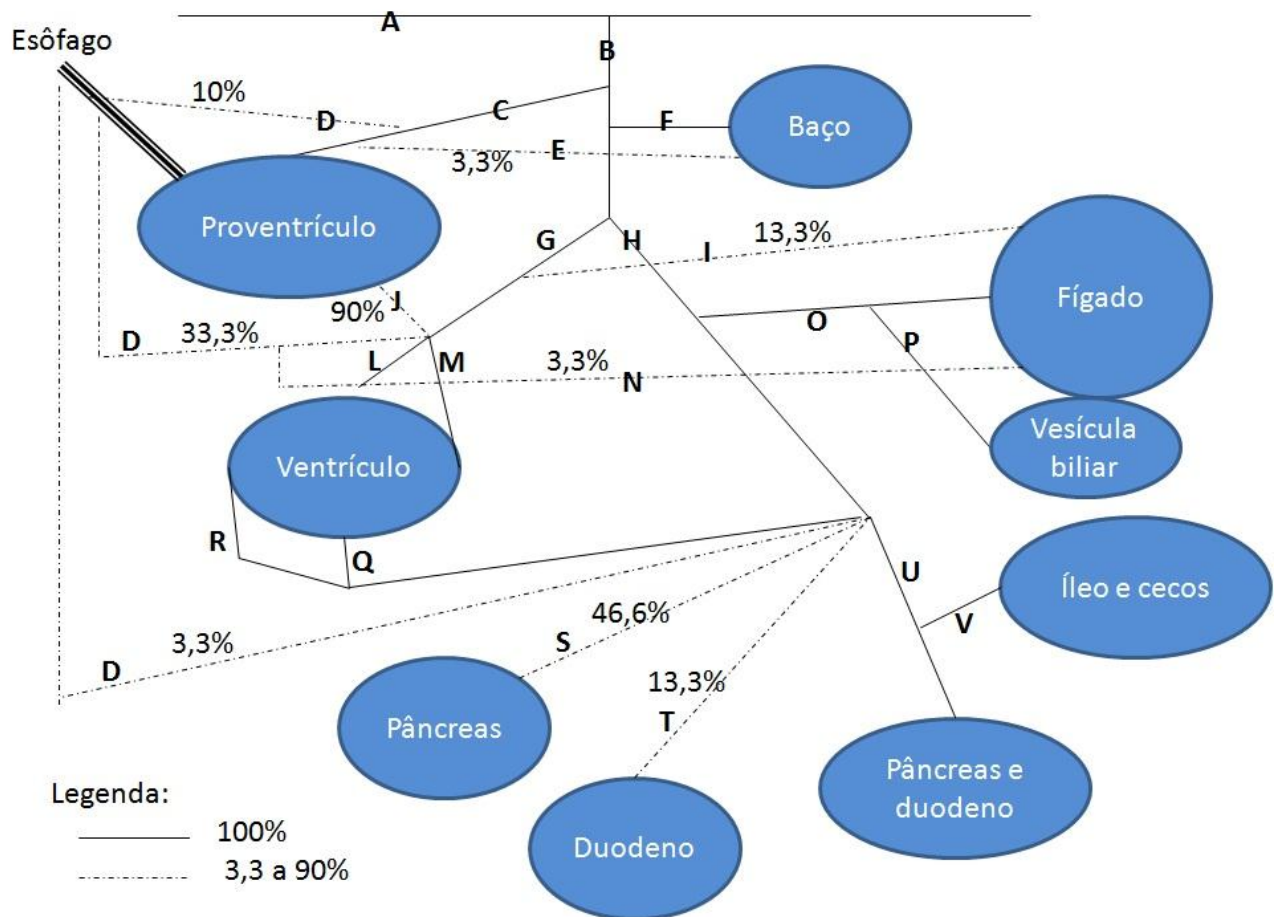 A
Esôfago
B
10%
D
C
F
Baço
E
3,3%
Proventrículo
G
H
I
13,3%
Fígado
J
90%
D
33,3%
O
P
L
M
3,3%
N
Vesícula
biliar
Ventrículo
R
Q
U
Íleo e cecos
V
46,6%
S
3,3%
D
13,3%
T
Pâncreas
Pâncreas e
duodeno
Legenda:
100%
3,3 a 90%
Duodeno